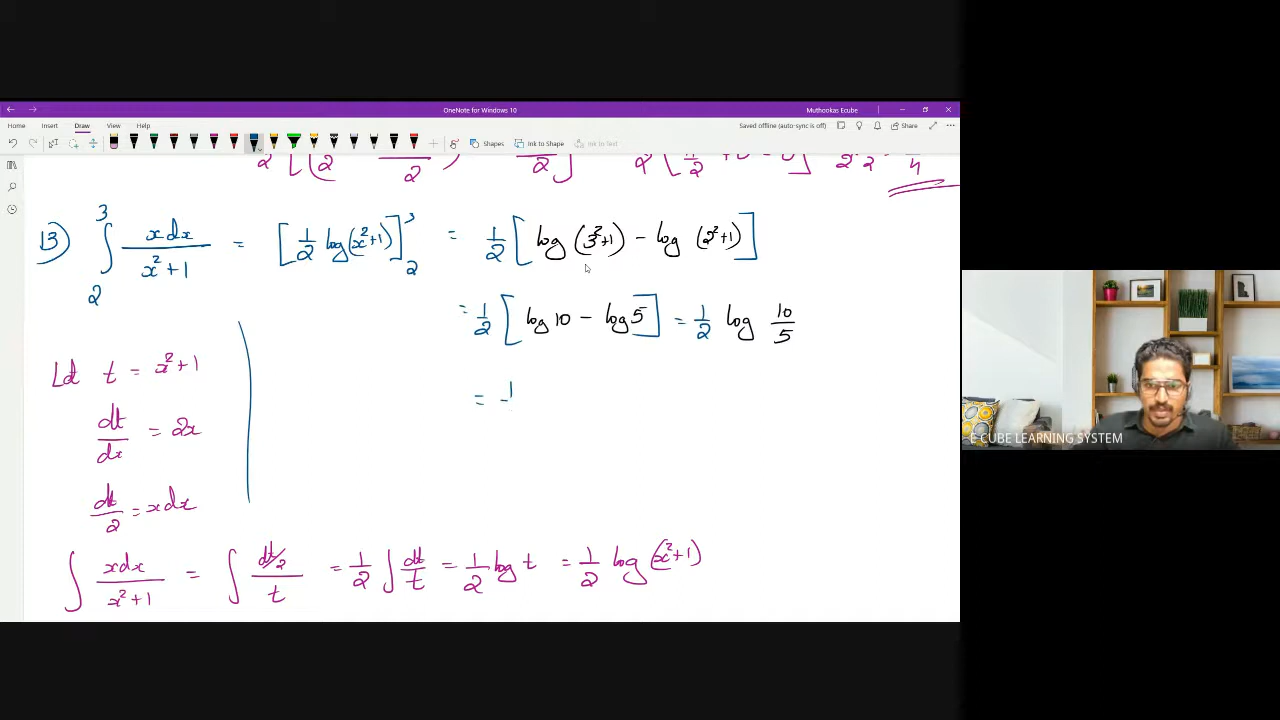 OneNote for Windows 10
Muthookas Ecube
Home Insert Draw View Help
Saved offline (auto-sync is off)
Share
Shapes Ink to Shape Ink to Text
13) ∫₂³ x dx / (x² + 1) = [1/2 log(x²+1)]₂³ = 1/2 [log (3²+1) − log (2²+1)]
= 1/2 [log 10 − log 5] = 1/2 log 10/5
=
Let t = x²+1
dt/dx = 2x
dt/2 = x dx
∫ x dx / (x²+1) = ∫ (dt/2) / t = 1/2 ∫ dt/t = 1/2 log t = 1/2 log (x²+1)
E CUBE LEARNING SYSTEM